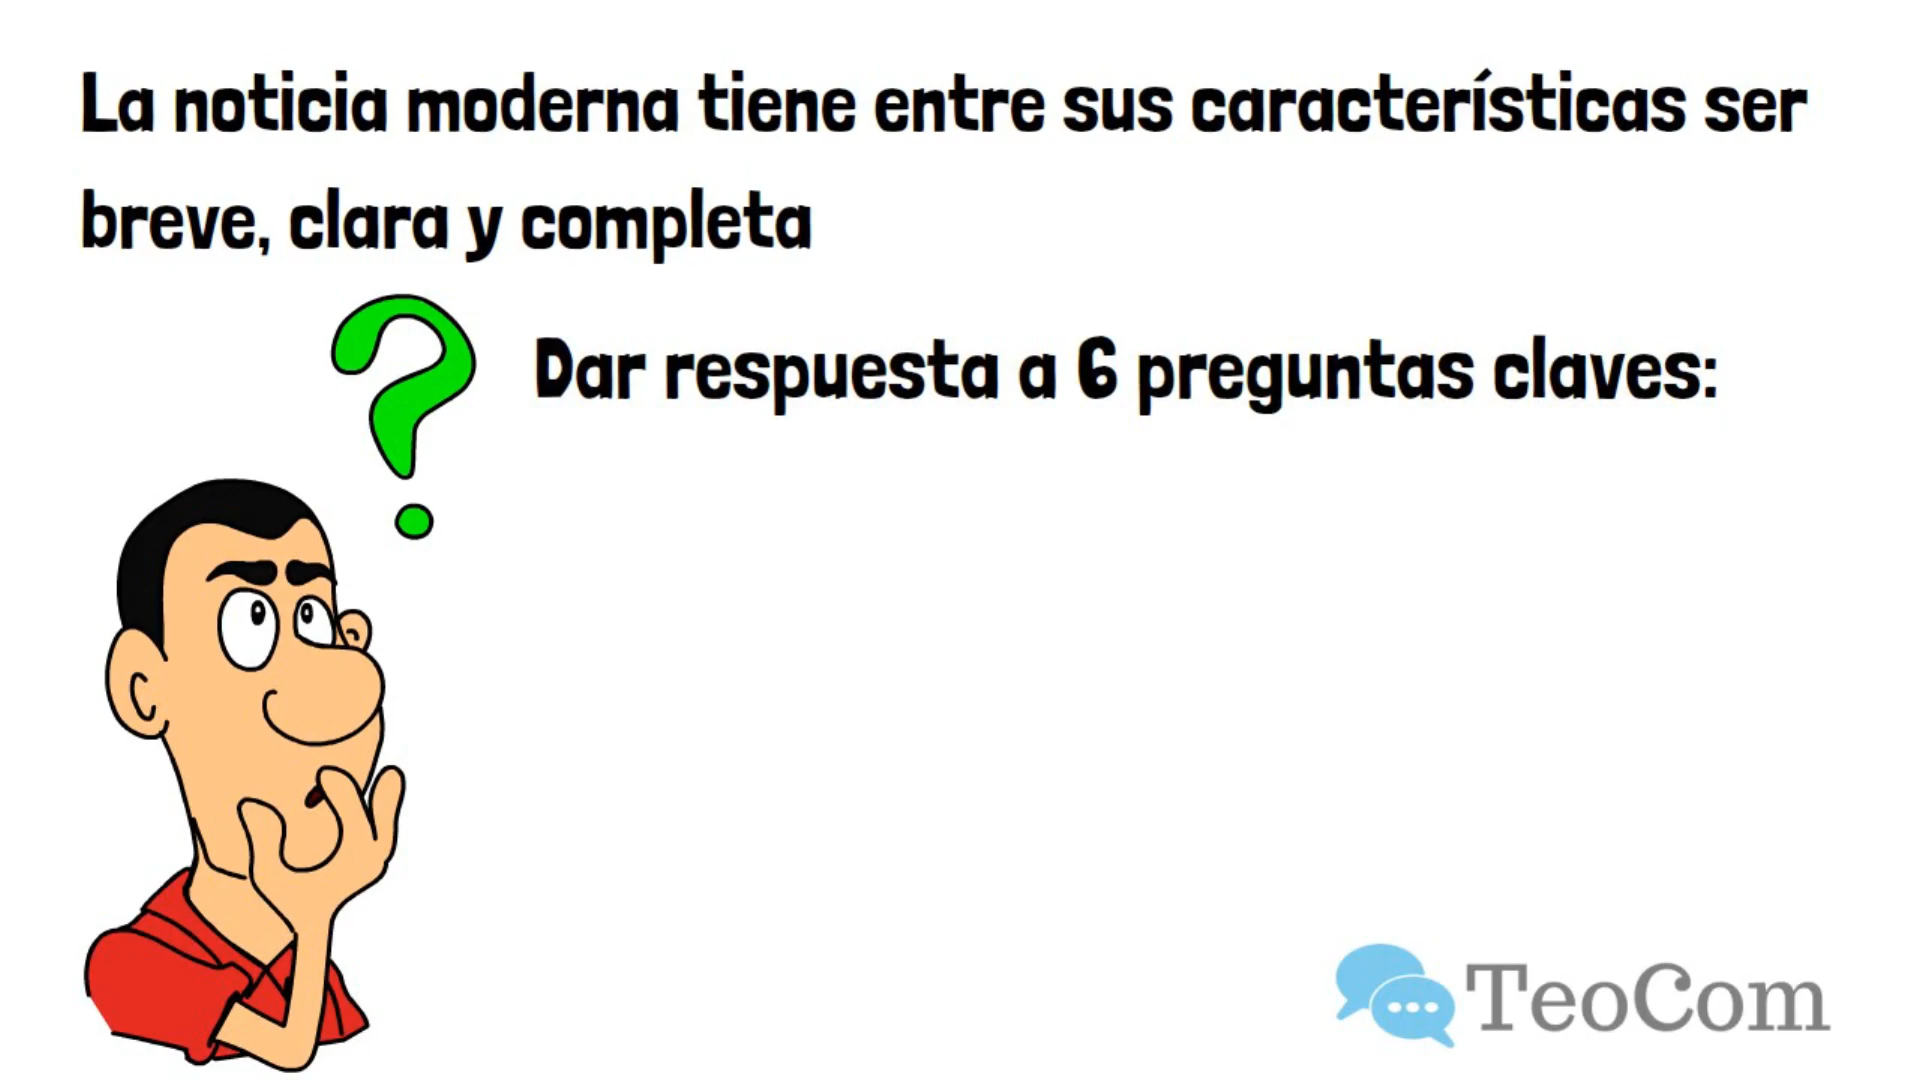 La noticia moderna tiene entre sus características ser
breve, clara y completa
Dar respuesta a 6 preguntas claves:
TeoCom